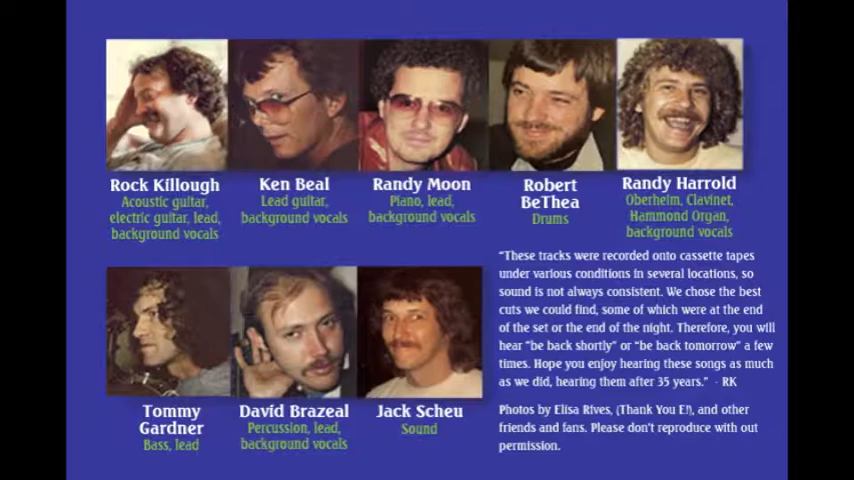 Rock Killough
Acoustic guitar,
electric guitar, lead,
background vocals
Ken Beal
Lead guitar,
background vocals
Randy Moon
Piano, lead,
background vocals
Robert
BeThea
Drums
Randy Harrold
Oberheim, Clavinet,
Hammond Organ,
background vocals
Tommy
Gardner
Bass, lead
David Brazeal
Percussion, lead,
background vocals
Jack Scheu
Sound
“These tracks were recorded onto cassette tapes
under various conditions in several locations, so
sound is not always consistent. We chose the best
cuts we could find, some of which were at the end
of the set or the end of the night. Therefore, you will
hear “be back shortly” or “be back tomorrow” a few
times. Hope you enjoy hearing these songs as much
as we did, hearing them after 35 years.” - RK
Photos by Elisa Rives, (Thank You E!), and other
friends and fans. Please don’t reproduce with out
permission.